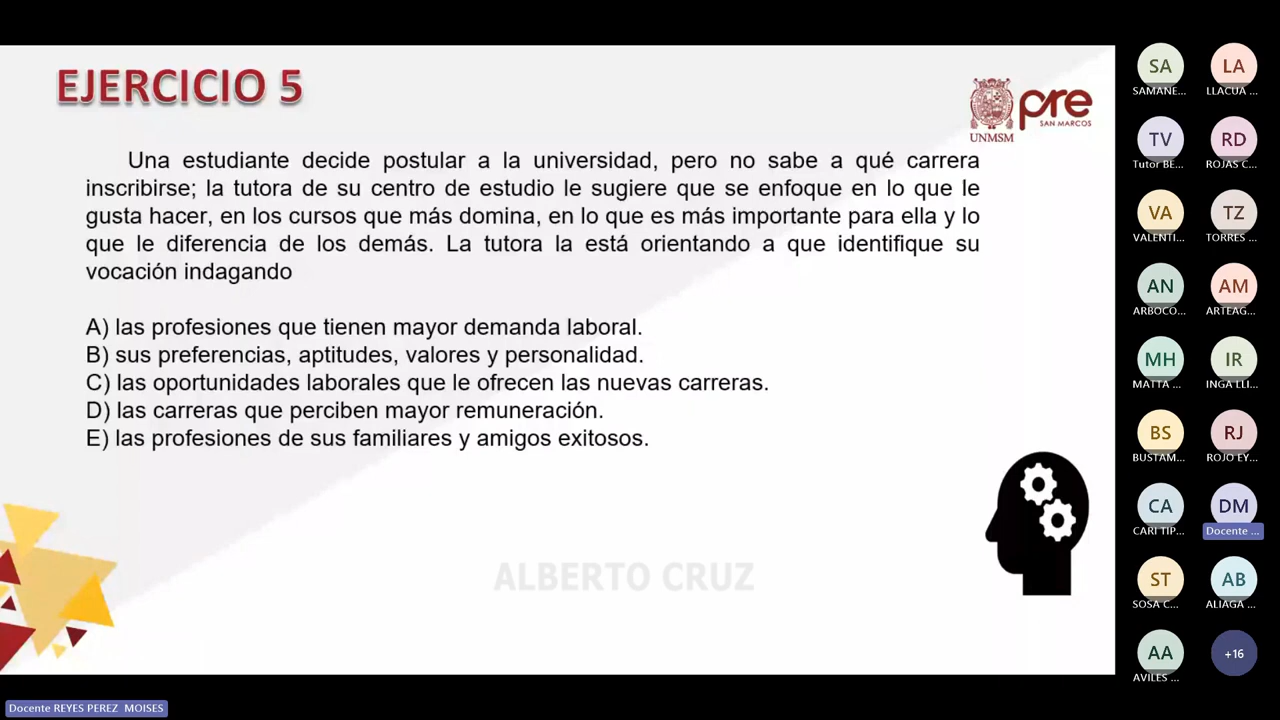 EJERCICIO 5
UNMSM
pre
SAN MARCOS
Una estudiante decide postular a la universidad, pero no sabe a qué carrera
inscribirse; la tutora de su centro de estudio le sugiere que se enfoque en lo que le
gusta hacer, en los cursos que más domina, en lo que es más importante para ella y lo
que le diferencia de los demás. La tutora la está orientando a que identifique su
vocación indagando
A) las profesiones que tienen mayor demanda laboral.
B) sus preferencias, aptitudes, valores y personalidad.
C) las oportunidades laborales que le ofrecen las nuevas carreras.
D) las carreras que perciben mayor remuneración.
E) las profesiones de sus familiares y amigos exitosos.
ALBERTO CRUZ
SA LA
SAMANE... LLACUA ...
TV RD
Tutor BE... ROJAS C...
VA TZ
VALENTI... TORRES ...
AN AM
ARBOCO... ARTEAG...
MH IR
MATTA ... INGA LLI...
BS RJ
BUSTAM... ROJO EY...
CA DM
CARI TIP... Docente ...
ST AB
SOSA C... ALIAGA ...
AA +16
AVILES ...
Docente REYES PEREZ MOISES